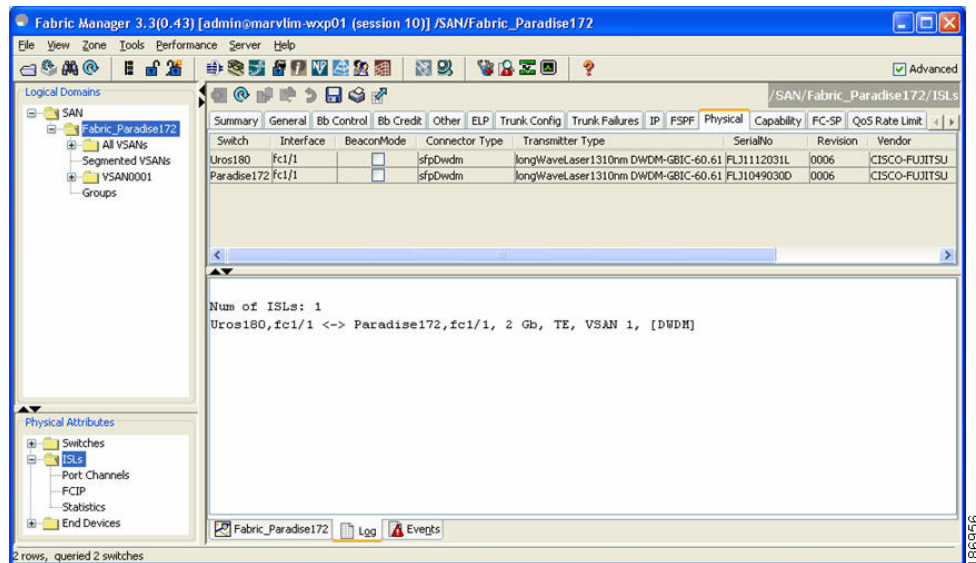 Fabric Manager 3.3(0.43) [admin@marvlim-wxp01 (session 10)] /SAN/Fabric_Paradise172
File View Zone Tools Performance Server Help
Advanced
Logical Domains
/SAN/Fabric_Paradise172/ISLs
SAN
Fabric_Paradise172
All VSANs
Segmented VSANs
VSAN0001
Groups
Summary General Bb Control Bb Credit Other ELP Trunk Config Trunk Failures IP FSPF Physical Capability FC-SP QoS Rate Limit
Switch Interface BeaconMode Connector Type Transmitter Type SerialNo Revision Vendor
Uros180 fc1/1 sfpDwdm longWaveLaser1310nm DWDM-GBIC-60.61 FLJ1112031L 0006 CISCO-FUJITSU
Paradise172 fc1/1 sfpDwdm longWaveLaser1310nm DWDM-GBIC-60.61 FLJ1049030D 0006 CISCO-FUJITSU
Num of ISLs: 1
Uros180,fc1/1 <-> Paradise172,fc1/1, 2 Gb, TE, VSAN 1, [DWDM]
Physical Attributes
Switches
ISLs
Port Channels
FCIP
Statistics
End Devices
Fabric_Paradise172 Log Events
2 rows, queried 2 switches
186956